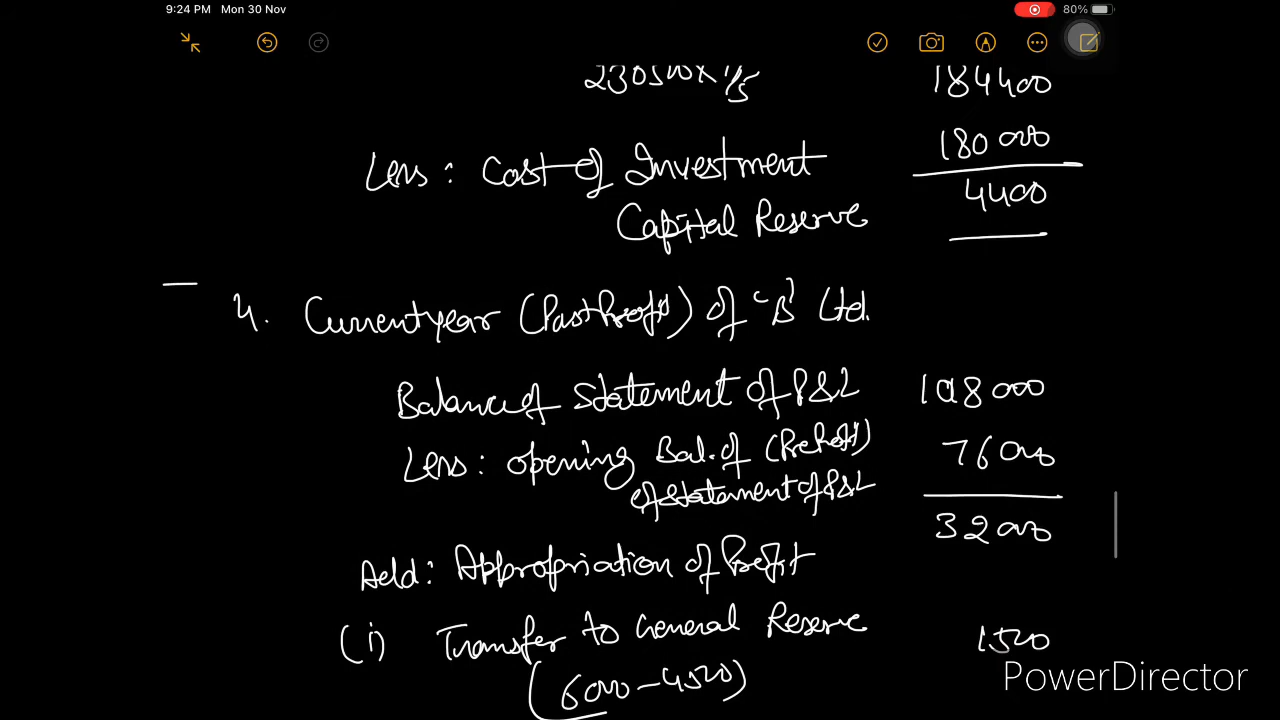 9:24 PM Mon 30 Nov 80%
184400
Less: Cost of Investment 180000
Capital Reserve 4400
4. Current year (Post Profit) of "B" Ltd.
Balance of Statement of P&L 108000
Less: opening Bal. of (Pre Profit) 76000
of statement of P&L
32000
Add: Appropriation of Profit
(i) Transfer to General Reserve 1500
(6000 - 4500)
PowerDirector